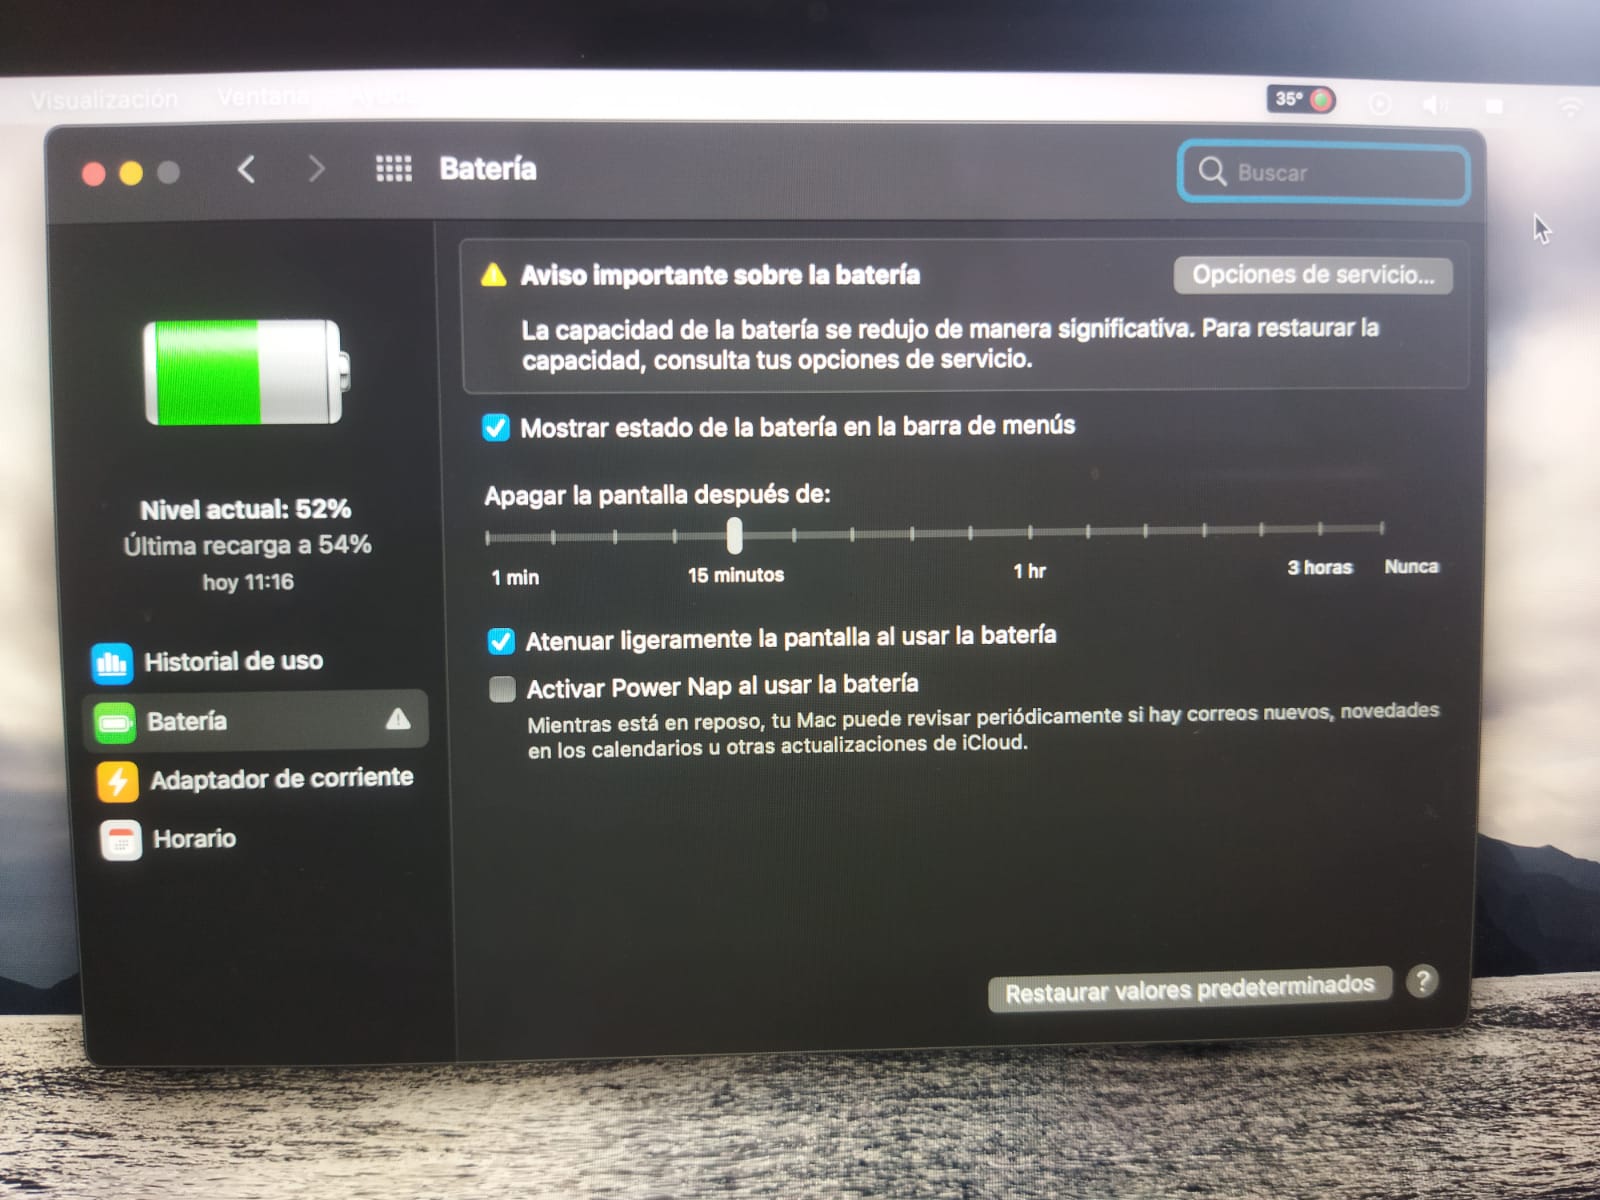 Visualización Ventana Ayuda
35°
Batería
Buscar
Aviso importante sobre la batería
Opciones de servicio...
La capacidad de la batería se redujo de manera significativa. Para restaurar la
capacidad, consulta tus opciones de servicio.
Mostrar estado de la batería en la barra de menús
Nivel actual: 52%
Última recarga a 54%
hoy 11:16
Apagar la pantalla después de:
1 min 15 minutos 1 hr 3 horas Nunca
Historial de uso
Batería
Adaptador de corriente
Horario
Atenuar ligeramente la pantalla al usar la batería
Activar Power Nap al usar la batería
Mientras está en reposo, tu Mac puede revisar periódicamente si hay correos nuevos, novedades
en los calendarios u otras actualizaciones de iCloud.
Restaurar valores predeterminados
?